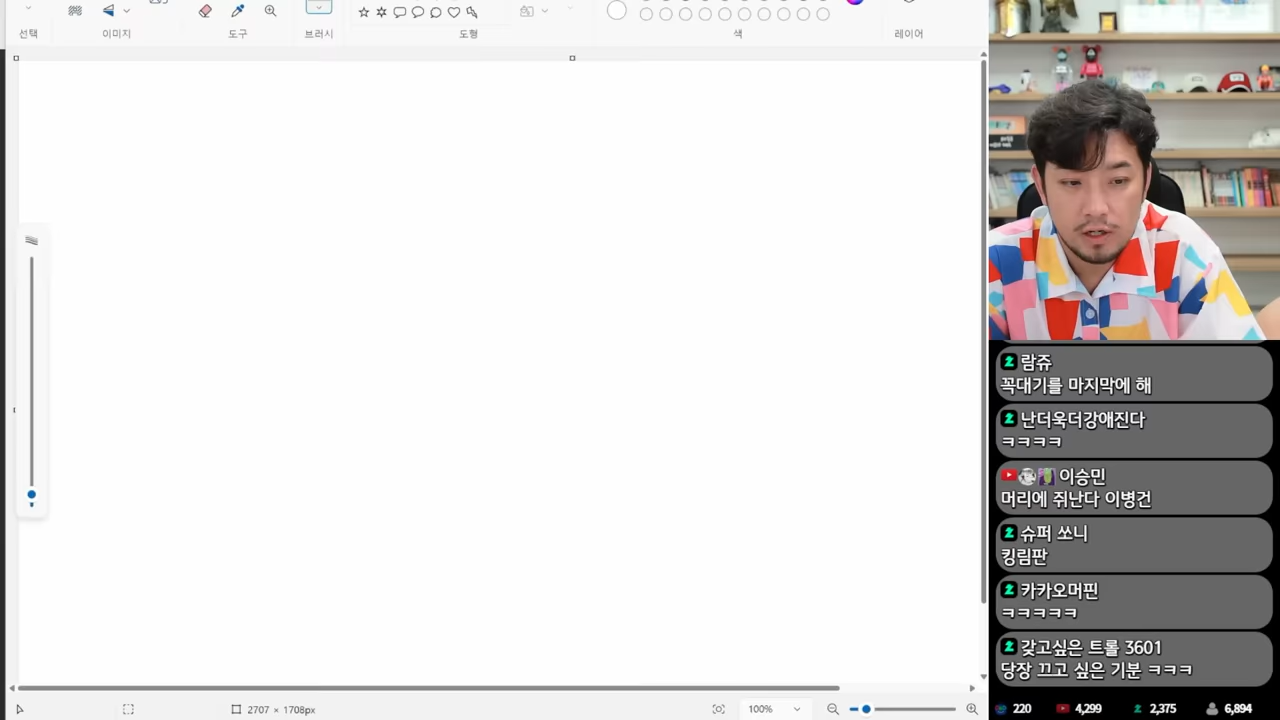 선택
이미지
도구
브러시
도형
색
레이어
람쥬
꼭대기를 마지막에 해
난더욱더강애진다
ㅋㅋㅋㅋ
이승민
머리에 쥐난다 이병건
슈퍼 쏘니
킹림판
카카오머핀
ㅋㅋㅋㅋㅋ
갖고싶은 트롤 3601
당장 끄고 싶은 기분 ㅋㅋㅋ
2707 × 1708px
100%
220
4,299
2,375
6,894